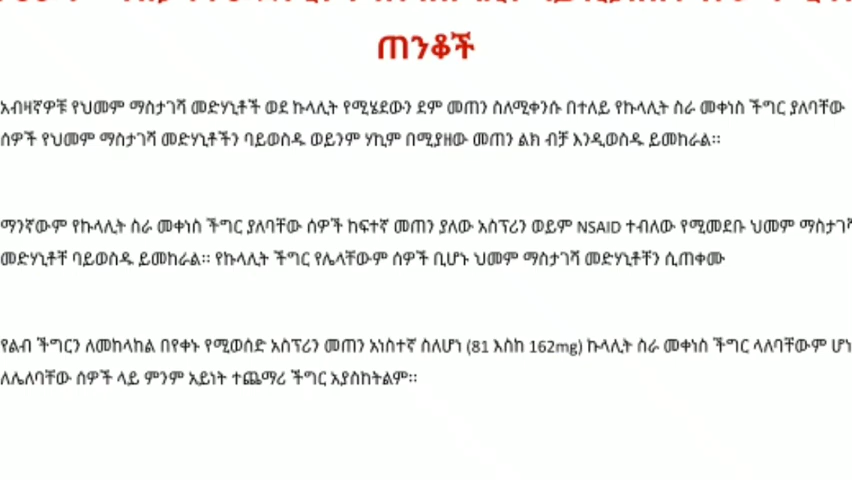 ጠንቆች
አብዛኛዎቹ የህመም ማስታገሻ መድሃኒቶች ወደ ኩላሊት የሚሄደውን ደም መጠን ስለሚቀንሱ በተለይ የኩላሊት ስራ መቀነስ ችግር ያለባቸው
ሰዎች የህመም ማስታገሻ መድሃኒቶችን ባይወስዱ ወይንም ሃኪም በሚያዘው መጠን ልክ ብቻ እንዲወስዱ ይመከራል።
ማንኛውም የኩላሊት ስራ መቀነስ ችግር ያለባቸው ሰዎች ከፍተኛ መጠን ያለው አስፕሪን ወይም NSAID ተብለው የሚመደቡ ህመም ማስታገሻ
መድሃኒቶቸ ባይወስዱ ይመከራል። የኩላሊት ችግር የሌላቸውም ሰዎች ቢሆኑ ህመም ማስታገሻ መድሃኒቶቸን ሲጠቀሙ
የልብ ችግርን ለመከላከል በየቀኑ የሚወሰድ አስፕሪን መጠን አነስተኛ ስለሆነ (81 እስከ 162mg) ኩላሊት ስራ መቀነስ ችግር ላለባቸውም ሆነ
ለሌለባቸው ሰዎች ላይ ምንም አይነት ተጨማሪ ችግር አያስከትልም።